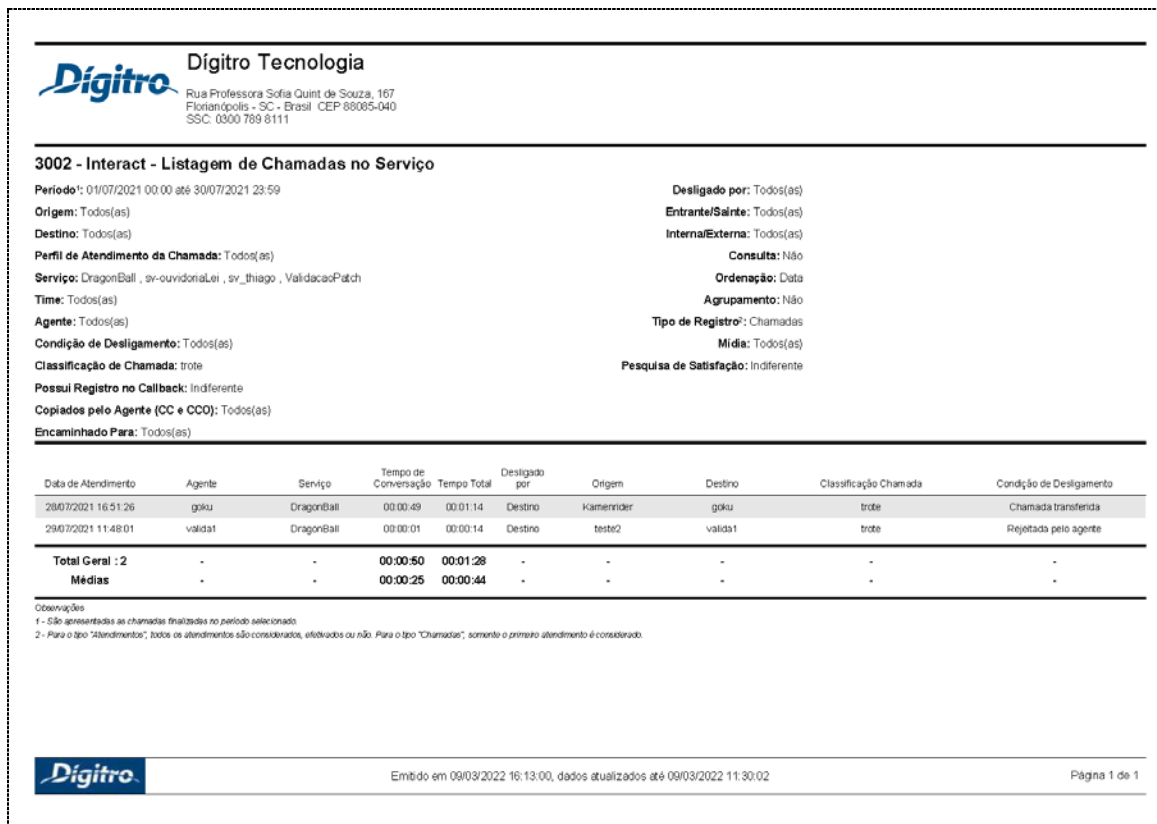 Dígitro
Dígitro Tecnologia
Rua Professora Sofia Quint de Souza, 167
Florianópolis - SC - Brasil CEP 88085-040
SSC: 0300 789 8111
3002 - Interact - Listagem de Chamadas no Serviço
Período¹: 01/07/2021 00:00 até 30/07/2021 23:59
Desligado por: Todos(as)
Origem: Todos(as)
Entrante/Sainte: Todos(as)
Destino: Todos(as)
Interna/Externa: Todos(as)
Perfil de Atendimento da Chamada: Todos(as)
Consulta: Não
Serviço: DragonBall , sv-ouvidoriaLei , sv_thiago , ValidacaoPatch
Ordenação: Data
Time: Todos(as)
Agrupamento: Não
Agente: Todos(as)
Tipo de Registro²: Chamadas
Condição de Desligamento: Todos(as)
Mídia: Todos(as)
Classificação de Chamada: trote
Pesquisa de Satisfação: Indiferente
Possui Registro no Callback: Indiferente
Copiados pelo Agente (CC e CCO): Todos(as)
Encaminhado Para: Todos(as)
Data de Atendimento Agente Serviço Tempo de Conversação Tempo Total Desligado por Origem Destino Classificação Chamada Condição de Desligamento
28/07/2021 16:51:26 goku DragonBall 00:00:49 00:01:14 Destino Kamenrider goku trote Chamada transferida
29/07/2021 11:48:01 valida1 DragonBall 00:00:01 00:00:14 Destino teste2 valida1 trote Rejeitada pelo agente
Total Geral : 2 - - 00:00:50 00:01:28 - - - - -
Médias - - 00:00:25 00:00:44 - - - - -
Observações
1 - São apresentadas as chamadas finalizadas no período selecionado.
2 - Para o tipo "Atendimentos", todos os atendimentos são considerados, efetivados ou não. Para o tipo "Chamadas", somente o primeiro atendimento é considerado.
Dígitro
Emitido em 09/03/2022 16:13:00, dados atualizados até 09/03/2022 11:30:02
Página 1 de 1